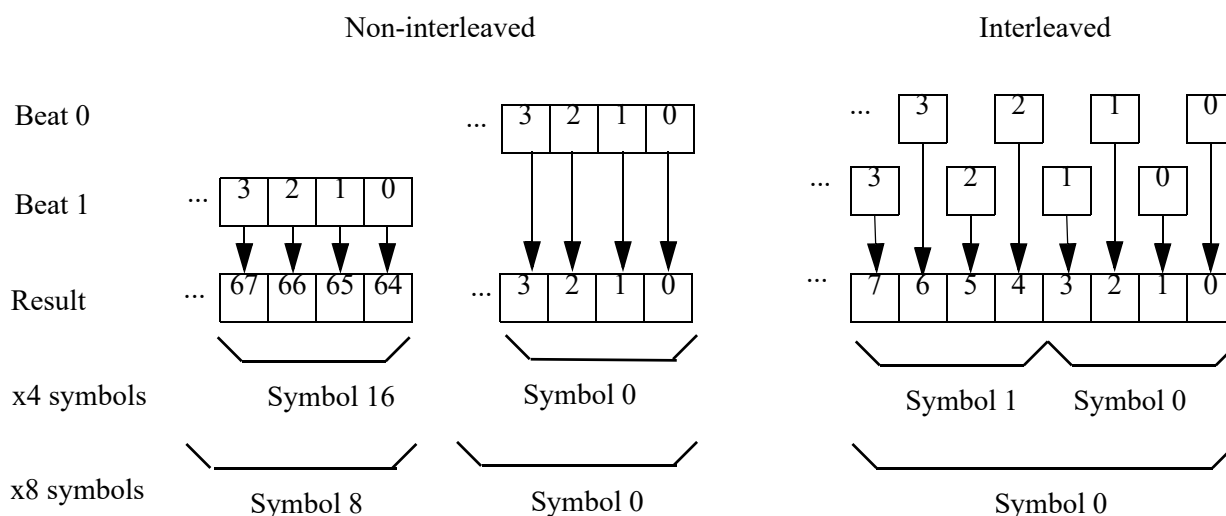 Non-interleaved Interleaved
Beat 0 ... 3 2 1 0 ... 3 2 1 0
Beat 1 ... 3 2 1 0 ... 3 2 1 0
Result ... 67 66 65 64 ... 3 2 1 0 ... 7 6 5 4 3 2 1 0
x4 symbols Symbol 16 Symbol 0 Symbol 1 Symbol 0
x8 symbols Symbol 8 Symbol 0 Symbol 0